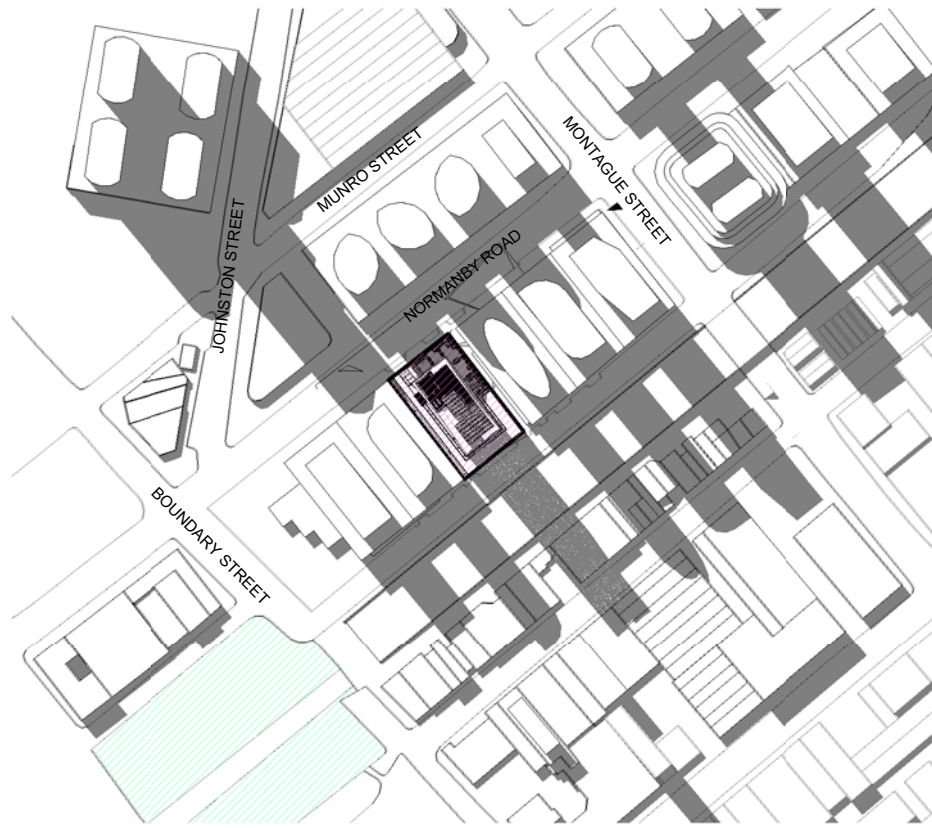 MONTAGUE STREET
MUNRO STREET
JOHNSTON STREET
NORMANBY ROAD
BOUNDARY STREET